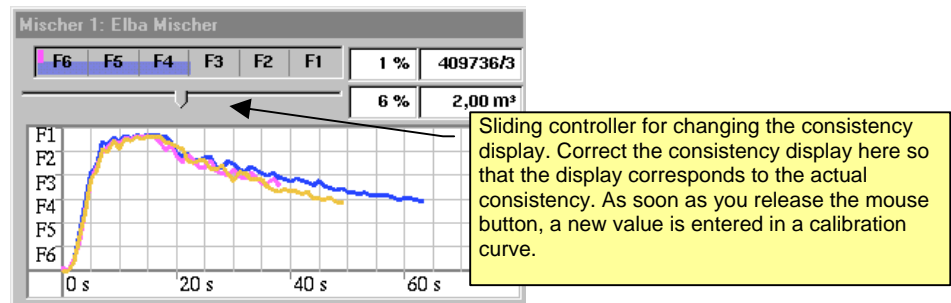 Mischer 1: Elba Mischer
F6 F5 F4 F3 F2 F1
1 % 409736/3
6 % 2,00 m³
Sliding controller for changing the consistency
display. Correct the consistency display here so
that the display corresponds to the actual
consistency. As soon as you release the mouse
button, a new value is entered in a calibration
curve.
F1
F2
F3
F4
F5
F6
0 s 20 s 40 s 60 s